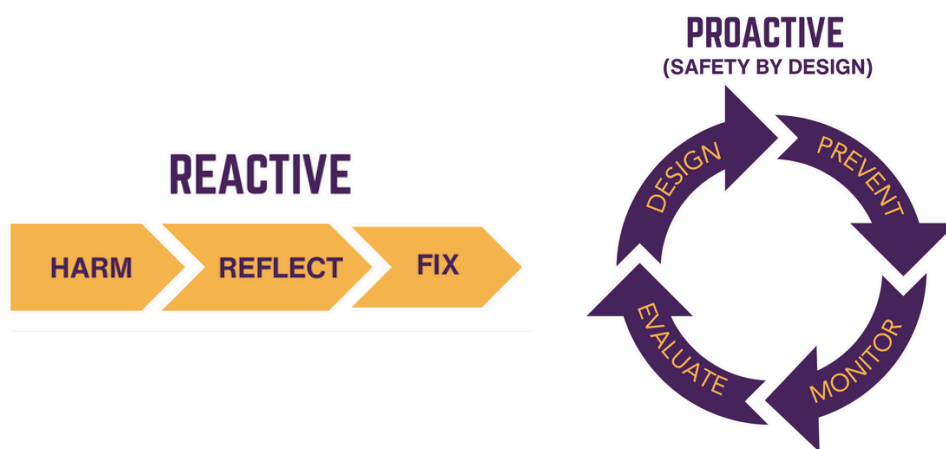 REACTIVE
HARM
REFLECT
FIX
PROACTIVE
(SAFETY BY DESIGN)
DESIGN
PREVENT
MONITOR
EVALUATE